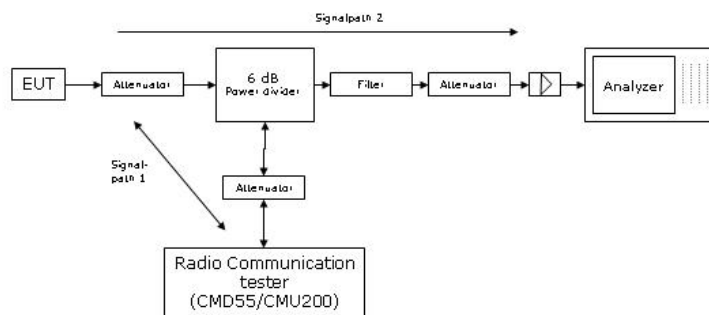 Signalpath 2
EUT
Attenuator
6 dB
Power divider
Filter
Attenuator
Analyzer
Signal-
path 1
Attenuator
Radio Communication
tester
(CMD55/CMU200)